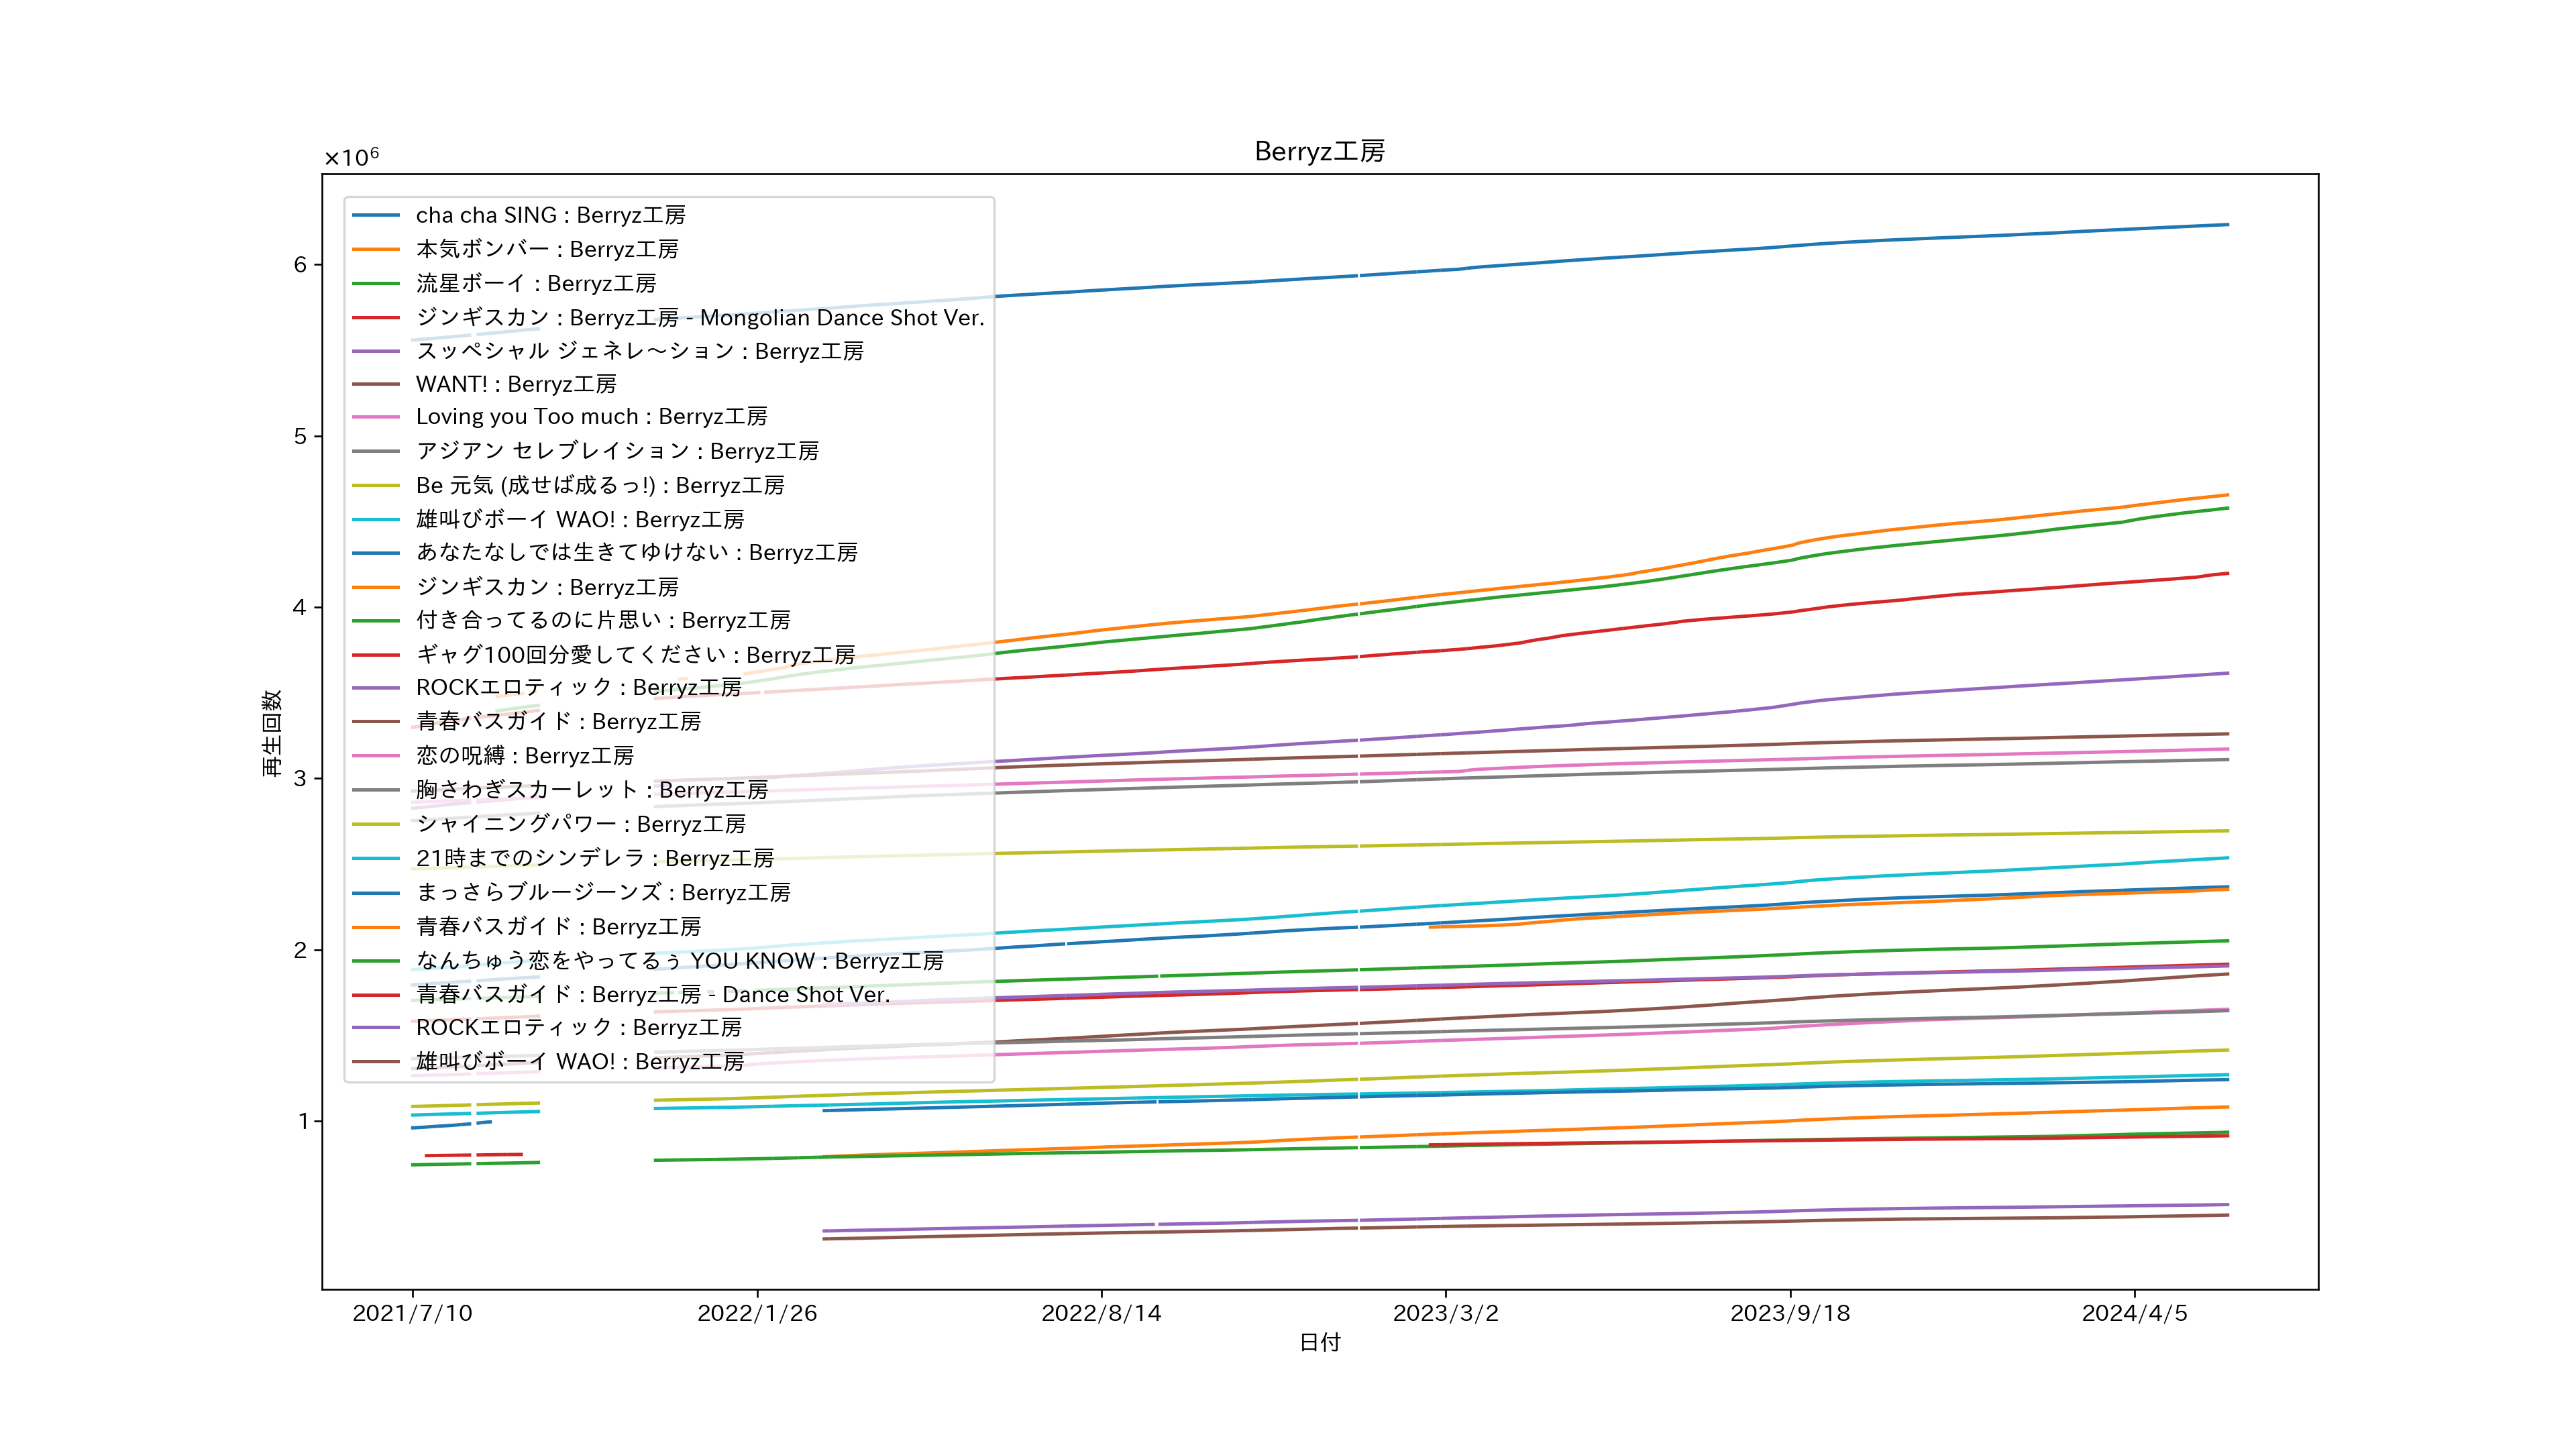 Berryz工房
×10⁶
cha cha SING : Berryz工房
本気ボンバー : Berryz工房
流星ボーイ : Berryz工房
ジンギスカン : Berryz工房 - Mongolian Dance Shot Ver.
スッペシャル ジェネレ～ション : Berryz工房
WANT! : Berryz工房
Loving you Too much : Berryz工房
アジアン セレブレイション : Berryz工房
Be 元気 (成せば成るっ!) : Berryz工房
雄叫びボーイ WAO! : Berryz工房
あなたなしでは生きてゆけない : Berryz工房
ジンギスカン : Berryz工房
付き合ってるのに片思い : Berryz工房
ギャグ100回分愛してください : Berryz工房
ROCKエロティック : Berryz工房
青春バスガイド : Berryz工房
恋の呪縛 : Berryz工房
胸さわぎスカーレット : Berryz工房
シャイニングパワー : Berryz工房
21時までのシンデレラ : Berryz工房
まっさらブルージーンズ : Berryz工房
青春バスガイド : Berryz工房
なんちゅう恋をやってるぅ YOU KNOW : Berryz工房
青春バスガイド : Berryz工房 - Dance Shot Ver.
ROCKエロティック : Berryz工房
雄叫びボーイ WAO! : Berryz工房
6
5
4
3
2
1
再生回数
2021/7/10
2022/1/26
2022/8/14
2023/3/2
2023/9/18
2024/4/5
日付